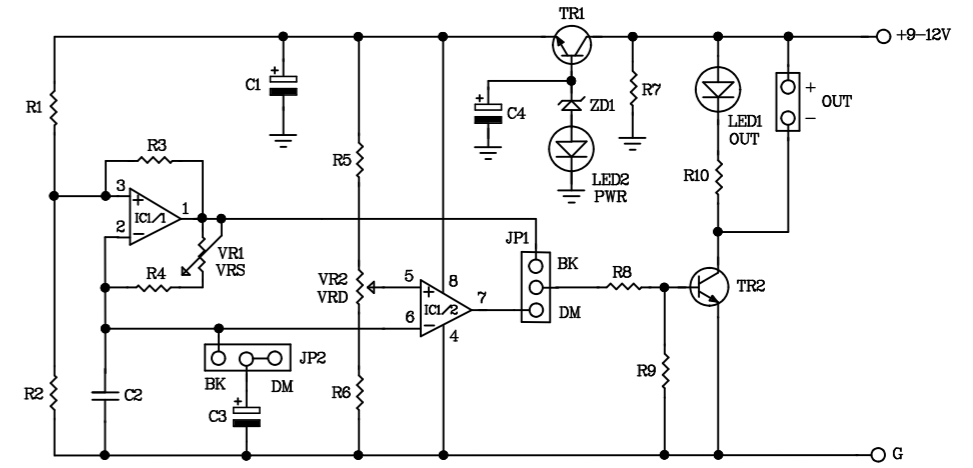 TR1
+9-12V
C1
+
R1
+
C4
ZD1
R7
LED1
OUT
+
-
OUT
R3
R5
LED2
PWR
R10
3
+
IC1/1
1
2
-
VR1
VRS
JP1
BK
R4
VR2
VRD
5
+
8
IC1/2
7
6
-
4
DM
R8
TR2
JP2
BK
DM
R2
C2
C3
+
R6
R9
G